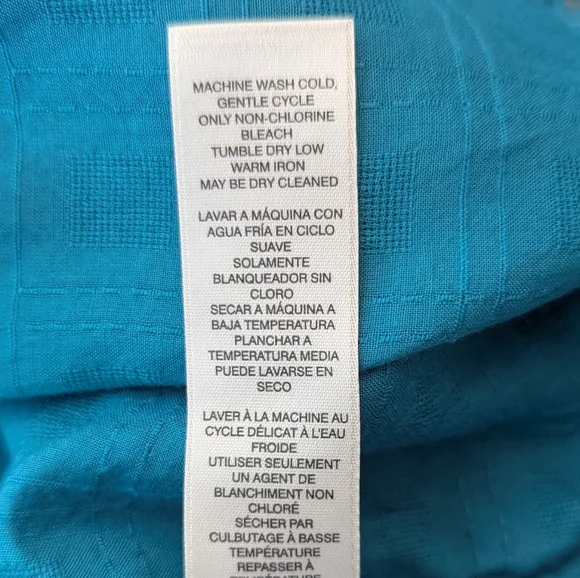 MACHINE WASH COLD,
GENTLE CYCLE
ONLY NON-CHLORINE
BLEACH
TUMBLE DRY LOW
WARM IRON
MAY BE DRY CLEANED
LAVAR A MÁQUINA CON
AGUA FRÍA EN CICLO
SUAVE
SOLAMENTE
BLANQUEADOR SIN
CLORO
SECAR A MÁQUINA A
BAJA TEMPERATURA
PLANCHAR A
TEMPERATURA MEDIA
PUEDE LAVARSE EN
SECO
LAVER À LA MACHINE AU
CYCLE DÉLICAT À L'EAU
FROIDE
UTILISER SEULEMENT
UN AGENT DE
BLANCHIMENT NON
CHLORÉ
SÉCHER PAR
CULBUTAGE À BASSE
TEMPÉRATURE
REPASSER À